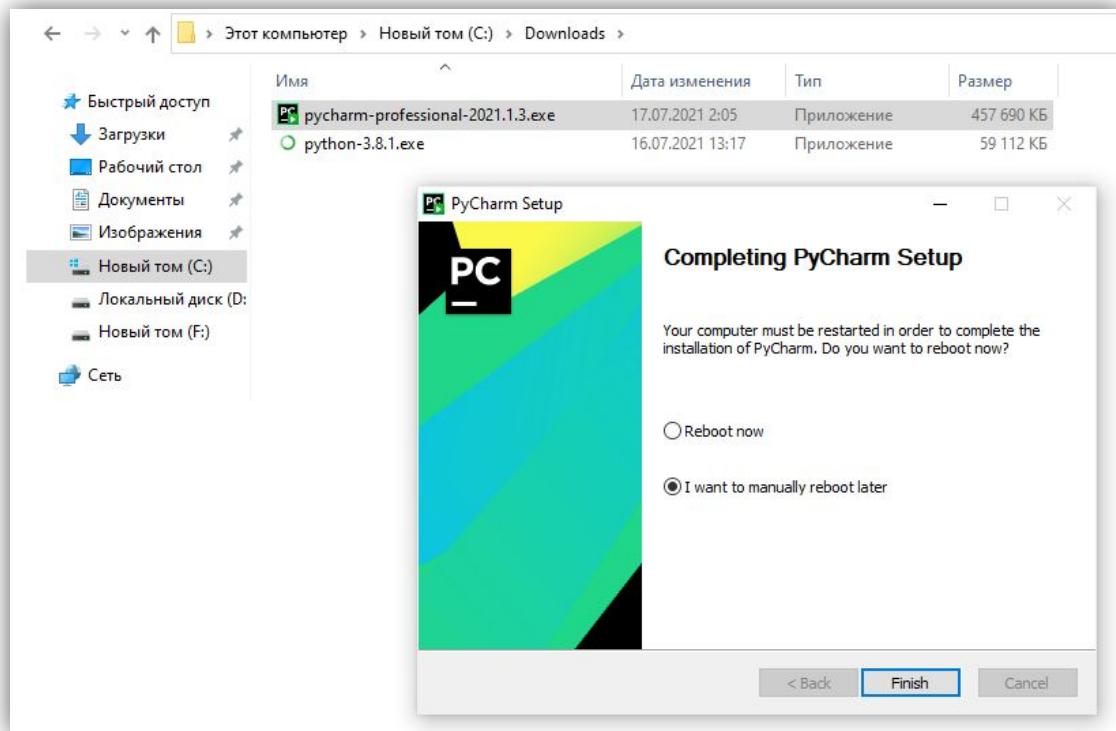 Этот компьютер › Новый том (C:) › Downloads ›
Имя Дата изменения Тип Размер
Быстрый доступ
Загрузки
Рабочий стол
Документы
Изображения
Новый том (C:)
Локальный диск (D:
Новый том (F:)
Сеть
pycharm-professional-2021.1.3.exe 17.07.2021 2:05 Приложение 457 690 КБ
python-3.8.1.exe 16.07.2021 13:17 Приложение 59 112 КБ
PyCharm Setup
PC
Completing PyCharm Setup
Your computer must be restarted in order to complete the
installation of PyCharm. Do you want to reboot now?
Reboot now
I want to manually reboot later
< Back Finish Cancel